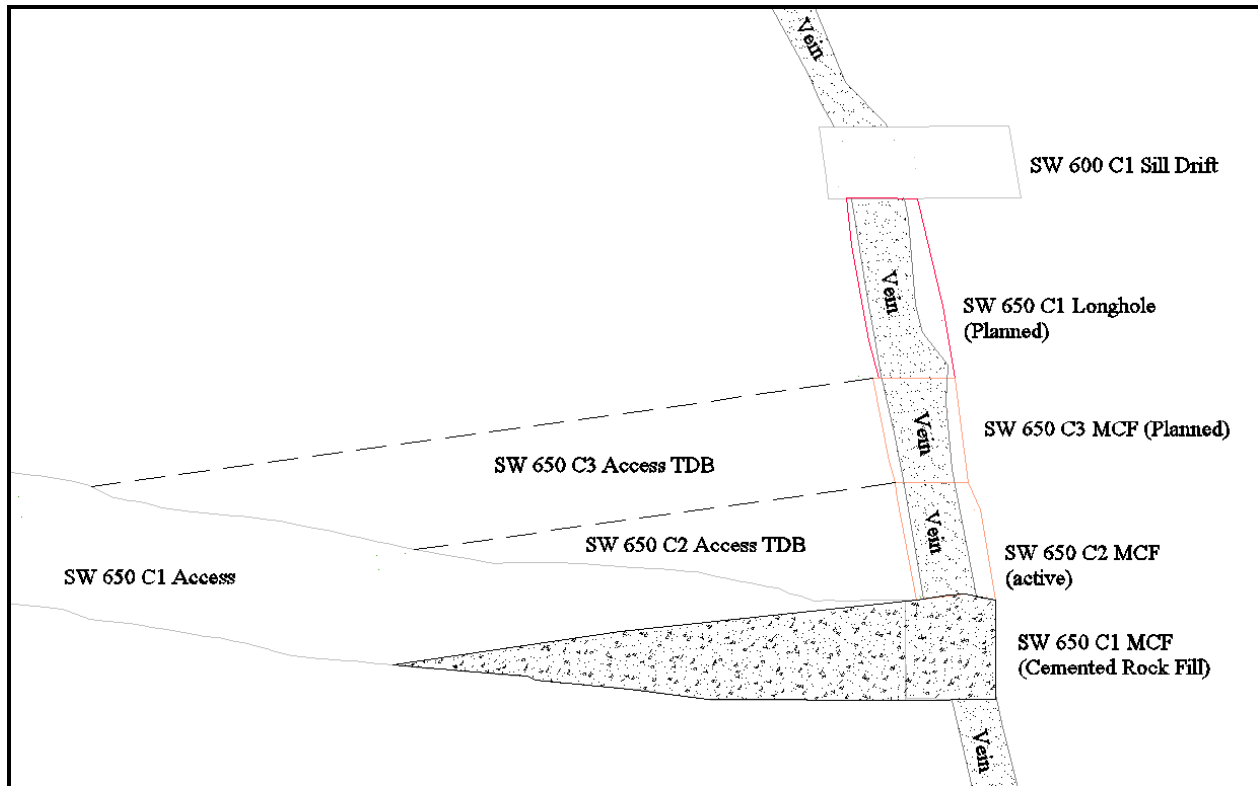 Vein
SW 600 C1 Sill Drift
Vein
SW 650 C1 Longhole
(Planned)
Vein
SW 650 C3 MCF (Planned)
SW 650 C3 Access TDB
Vein
SW 650 C2 Access TDB
SW 650 C2 MCF
(active)
SW 650 C1 Access
SW 650 C1 MCF
(Cemented Rock Fill)
Vein